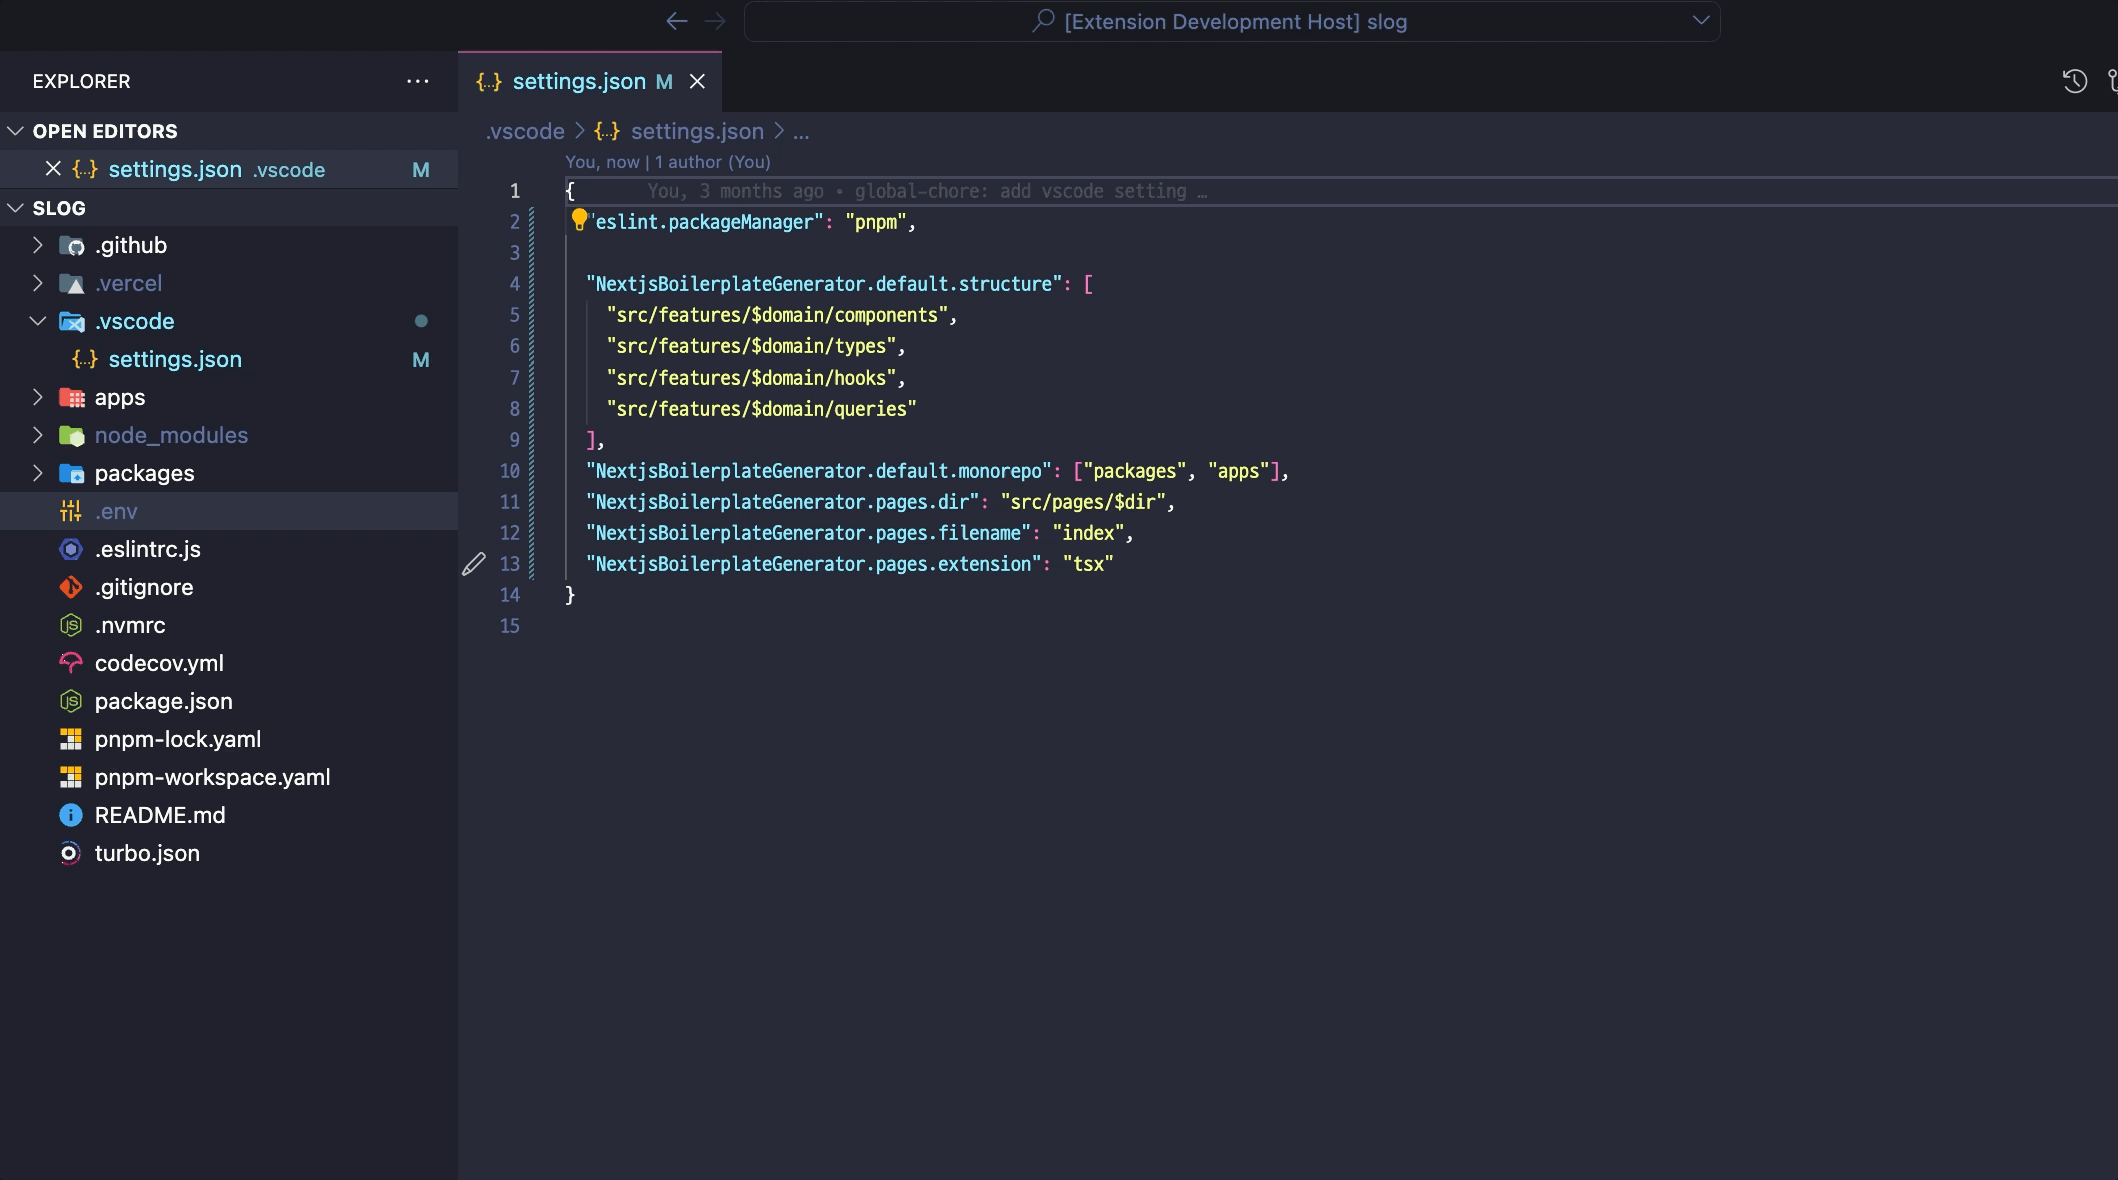 [Extension Development Host] slog
EXPLORER
OPEN EDITORS
settings.json .vscode M
SLOG
.github
.vercel
.vscode
settings.json M
apps
node_modules
packages
.env
.eslintrc.js
.gitignore
.nvmrc
codecov.yml
package.json
pnpm-lock.yaml
pnpm-workspace.yaml
README.md
turbo.json
settings.json M
.vscode > settings.json > ...
You, now | 1 author (You)
1 { You, 3 months ago • global-chore: add vscode setting …
2 "eslint.packageManager": "pnpm",
3
4 "NextjsBoilerplateGenerator.default.structure": [
5 "src/features/$domain/components",
6 "src/features/$domain/types",
7 "src/features/$domain/hooks",
8 "src/features/$domain/queries"
9 ],
10 "NextjsBoilerplateGenerator.default.monorepo": ["packages", "apps"],
11 "NextjsBoilerplateGenerator.pages.dir": "src/pages/$dir",
12 "NextjsBoilerplateGenerator.pages.filename": "index",
13 "NextjsBoilerplateGenerator.pages.extension": "tsx"
14 }
15